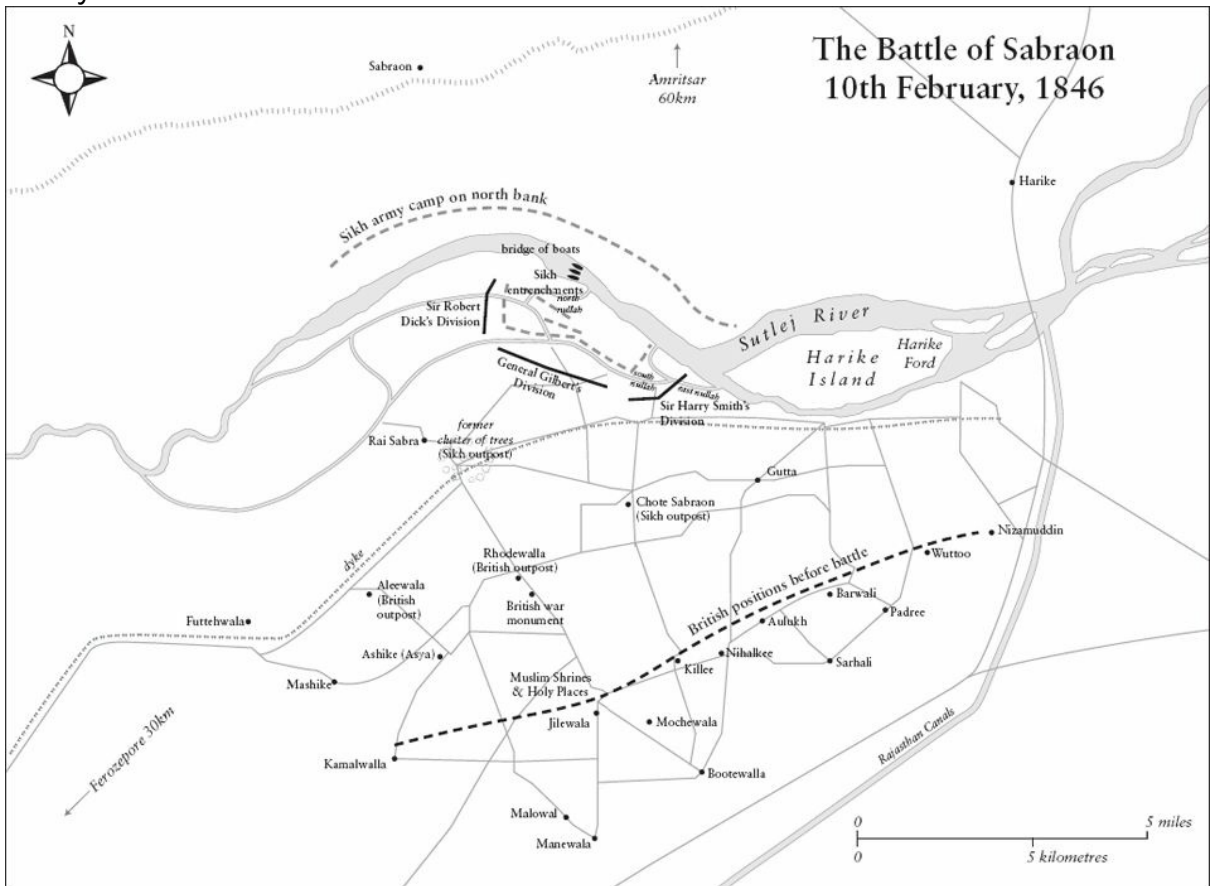 The Battle of Sabraon
10th February, 1846
N
Sabraon
Amritsar
60km
Harike
Sikh army camp on north bank
bridge of boats
Sikh
entrenchments
north
nullah
Sir Robert
Dick's Division
Sutlej River
Harike
Island
Harike
Ford
General Gilbert's
Division
south
nullah
east nullah
Sir Harry Smith's
Division
former
cluster of trees
(Sikh outpost)
Rai Sabra
Gutta
Chote Sabraon
(Sikh outpost)
Nizamuddin
Wuttoo
dyke
Rhodewalla
(British outpost)
British positions before battle
Aleewala
(British
outpost)
British war
monument
Barwali
Padree
Futtehwala
Aulukh
Ashike (Asya)
Nihalkee
Sarhali
Killee
Mashike
Muslim Shrines
& Holy Places
Jilewala
Mochewala
Rajasthan Canals
Kamalwalla
Bootewalla
Ferozepore 30km
Malowal
Manewala
0
5 miles
0
5 kilometres